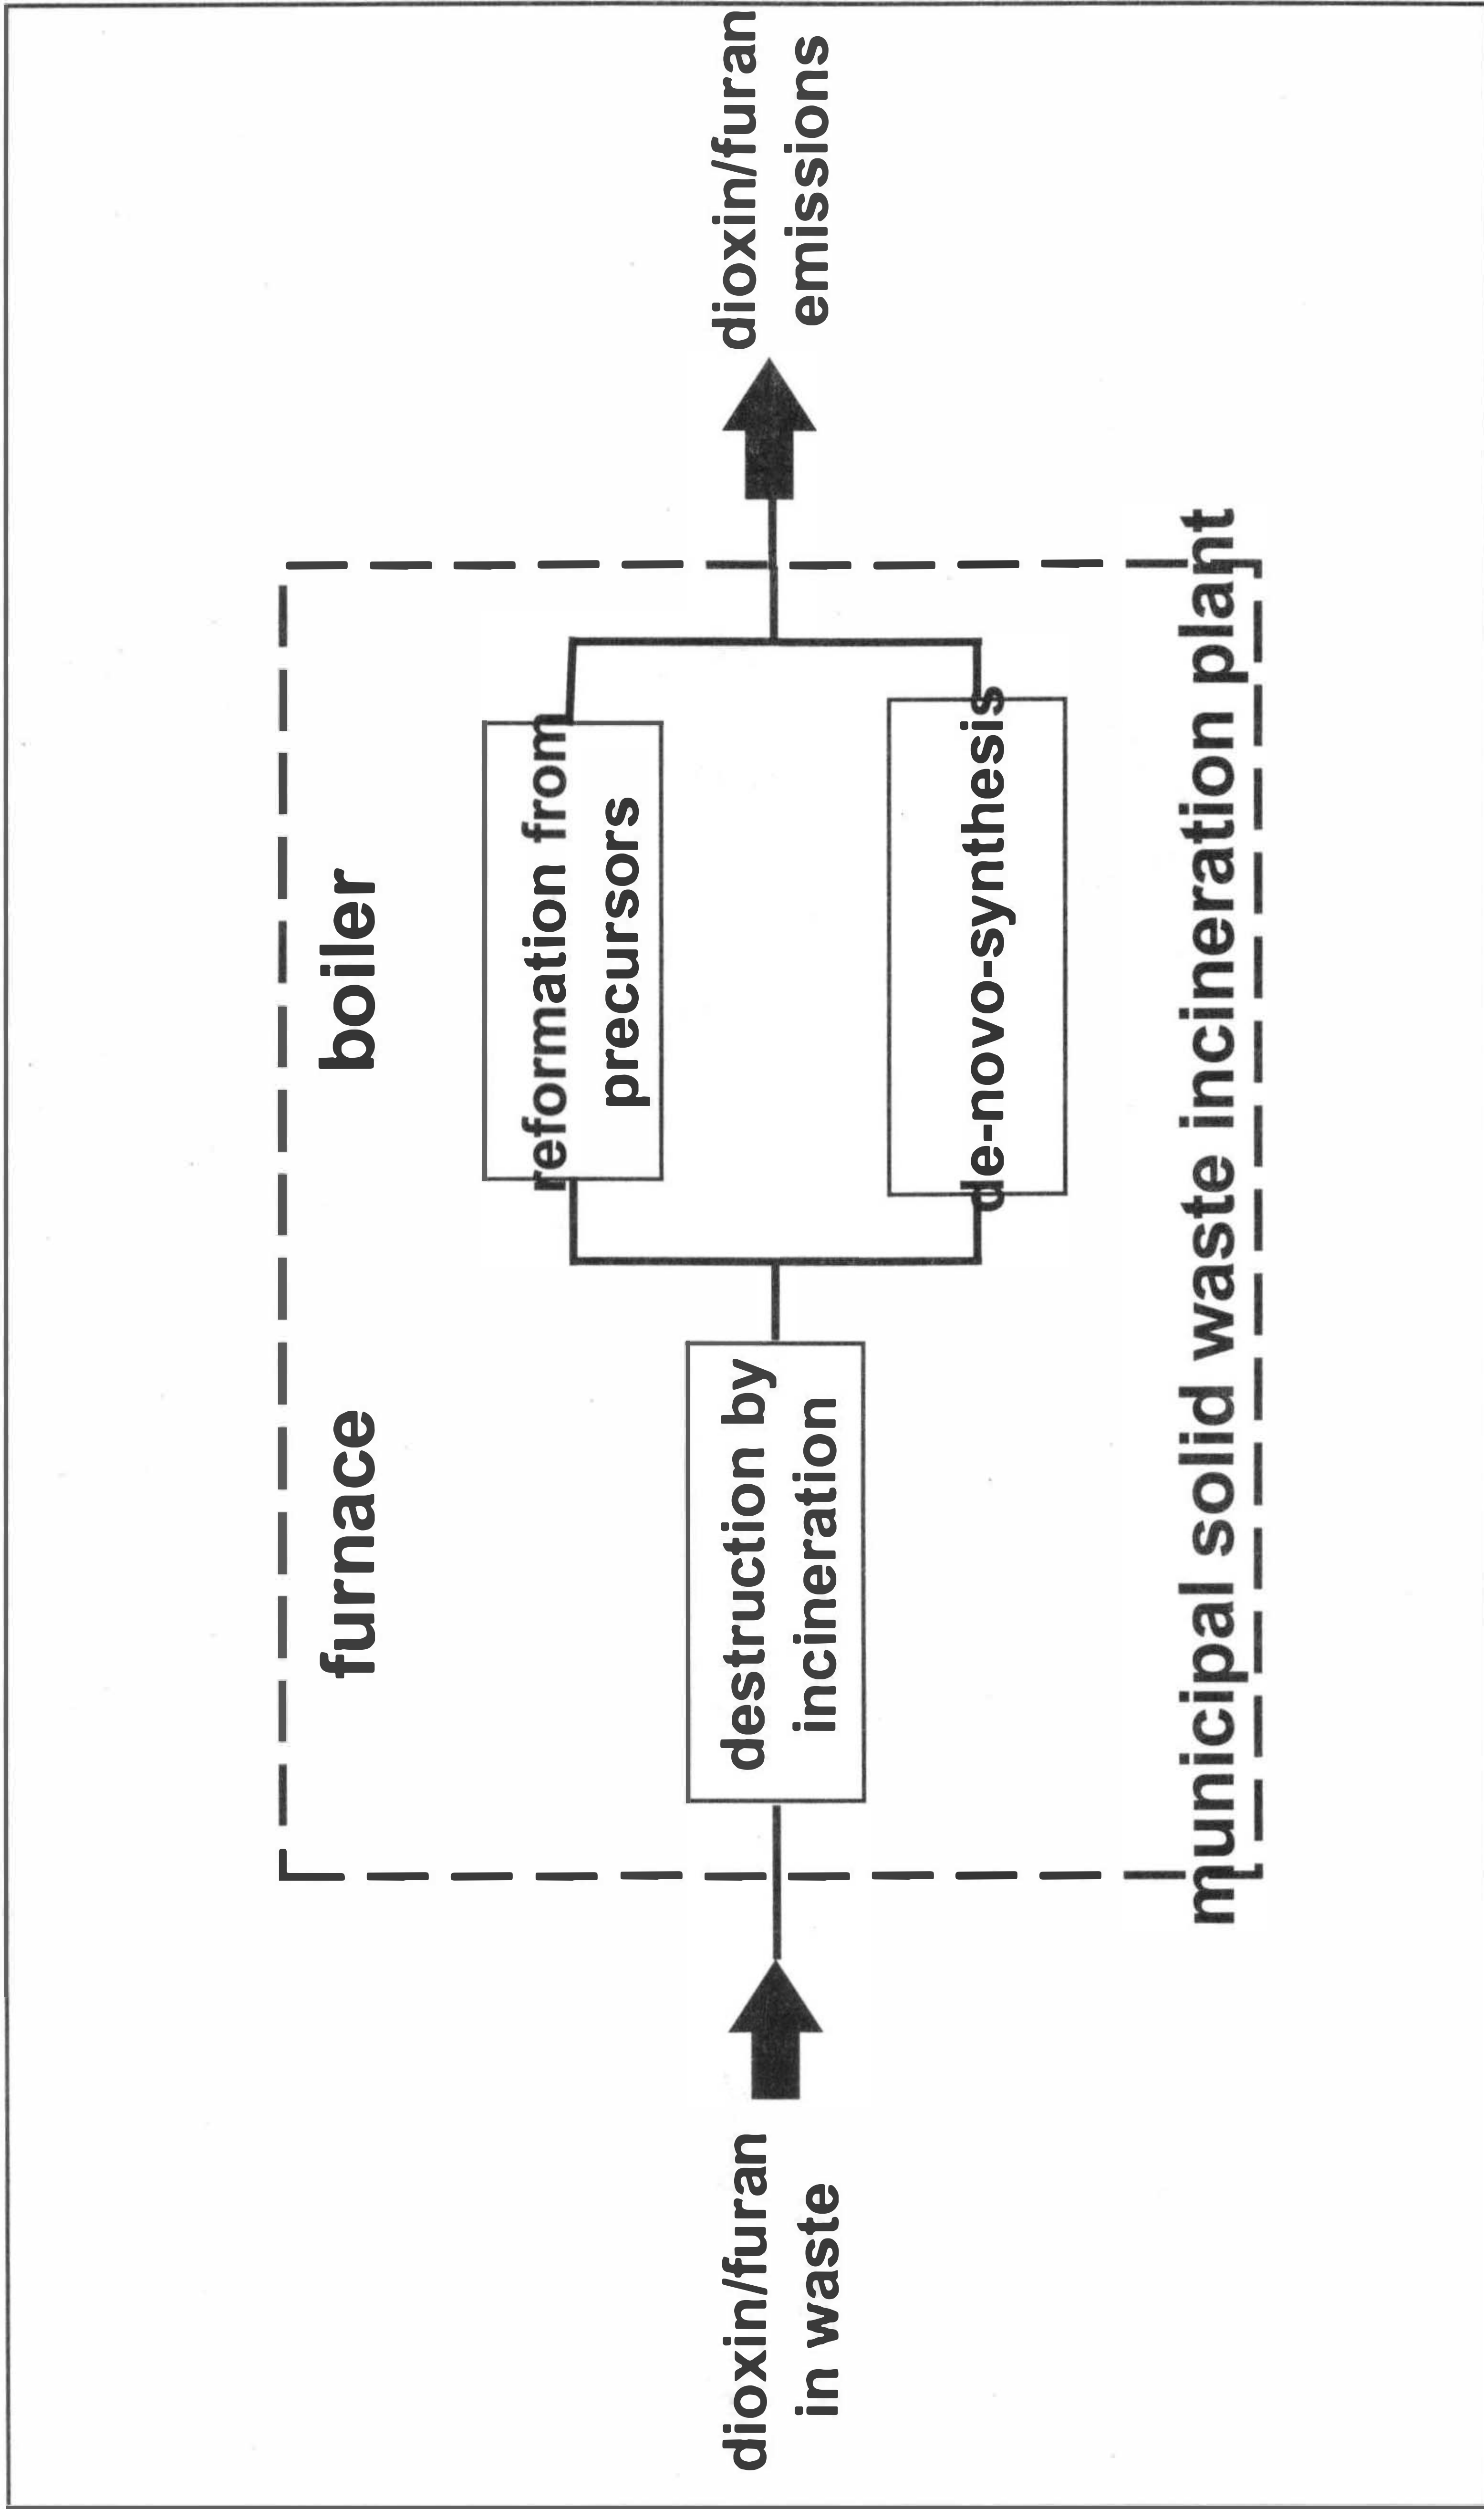 furnace
boiler
dioxin/furan
in waste
destruction by
incineration
reformation from
precursors
de-novo-synthesis
dioxin/furan
emissions
municipal solid waste incineration plant